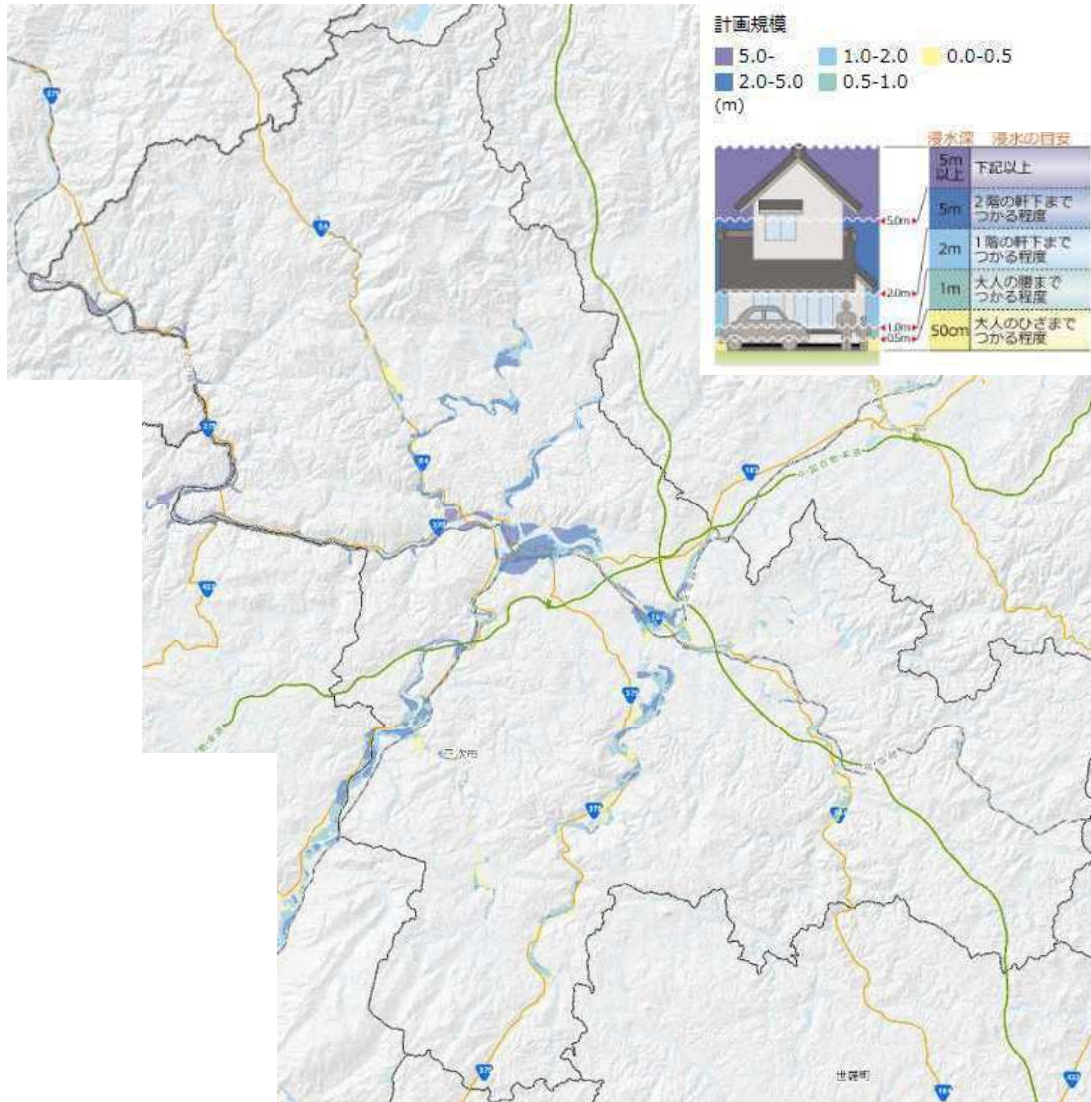 計画規模
5.0- 1.0-2.0 0.0-0.5
2.0-5.0 0.5-1.0
(m)
浸水深 浸水の目安
5m以上 下記以上
5.0m
5m 2階の軒下まで
つかる程度
2m 1階の軒下まで
つかる程度
2.0m
1m 大人の腰まで
つかる程度
1.0m
0.5m
50cm 大人のひざまで
つかる程度
54
375
54
183
375
375
三次市
375
375
世羅町
184
432